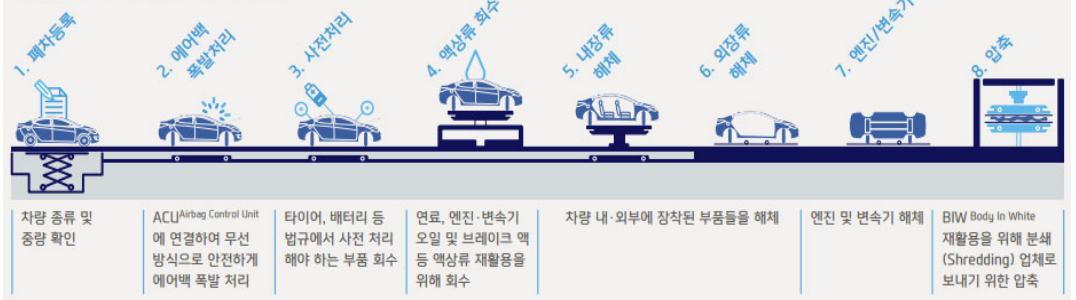 1. 폐차등록
2. 에어백
폭발처리
3. 사전처리
4. 액상류 회수
5. 내장류
해체
6. 외장류
해체
7. 엔진/변속기
8. 압축
차량 종류 및
중량 확인
ACU Airbag Control Unit
에 연결하여 무선
방식으로 안전하게
에어백 폭발 처리
타이어, 배터리 등
법규에서 사전 처리
해야 하는 부품 회수
연료, 엔진·변속기
오일 및 브레이크 액
등 액상류 재활용을
위해 회수
차량 내·외부에 장착된 부품들을 해체
엔진 및 변속기 해체
BIW Body In White
재활용을 위해 분쇄
(Shredding) 업체로
보내기 위한 압축